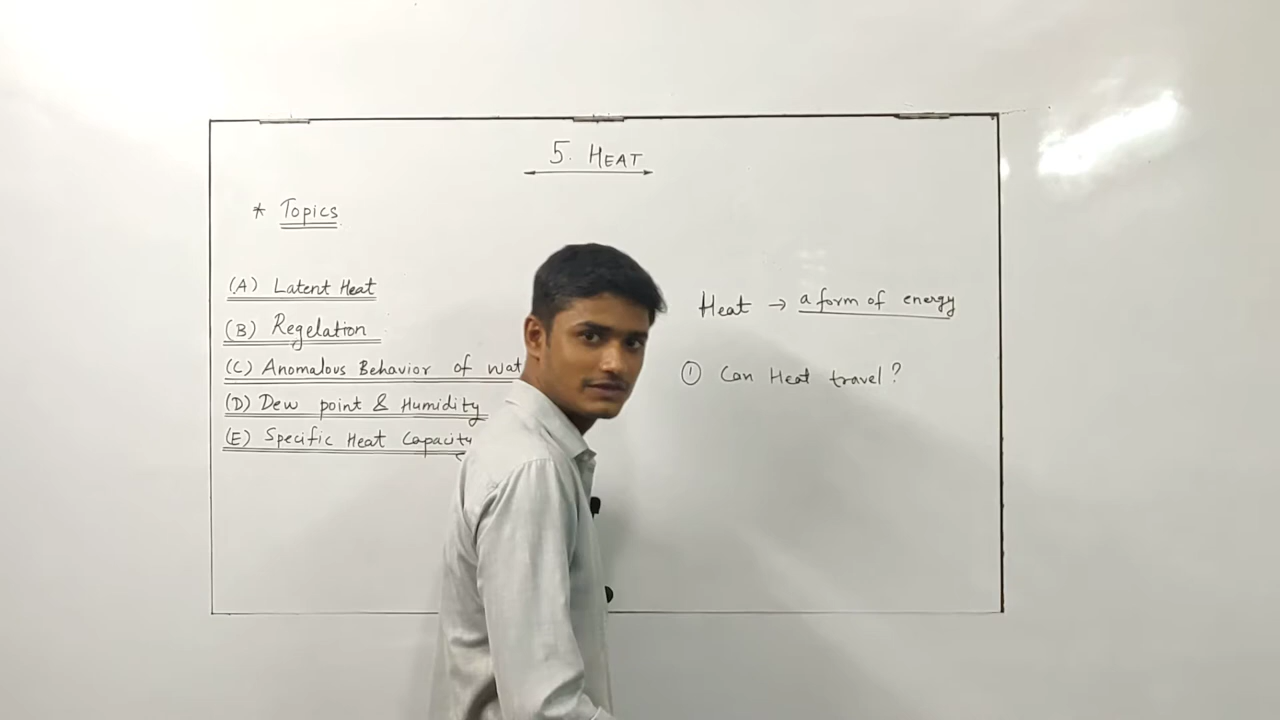 5. HEAT
* Topics
(A) Latent Heat
(B) Regelation
(C) Anomalous Behavior of wat
(D) Dew point & Humidity
(E) Specific Heat Capacity
Heat → a form of energy
① Can Heat travel?